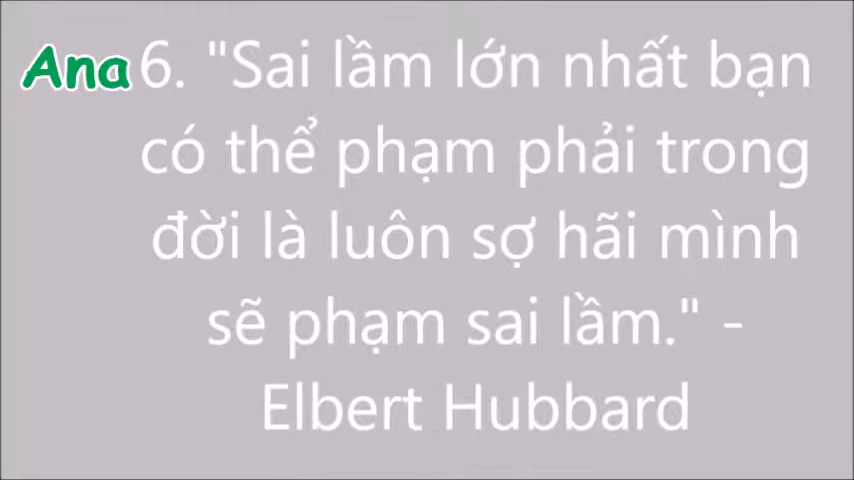 Ana
6. "Sai lầm lớn nhất bạn
có thể phạm phải trong
đời là luôn sợ hãi mình
sẽ phạm sai lầm." -
Elbert Hubbard